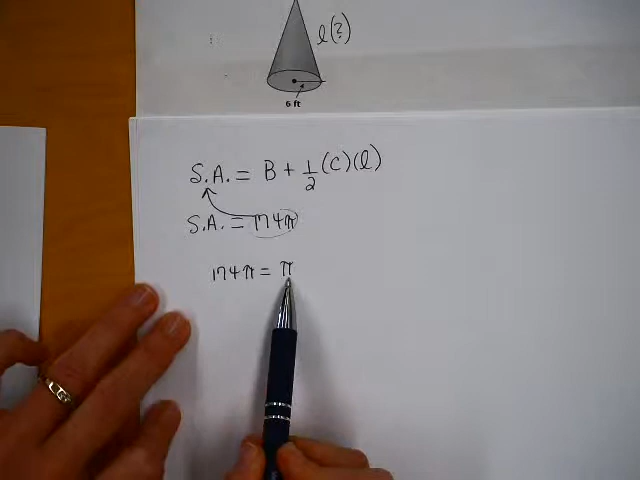 l(?)
6 ft
S.A. = B + 1/2 (C)(l)
S.A. = 174π
174π = π